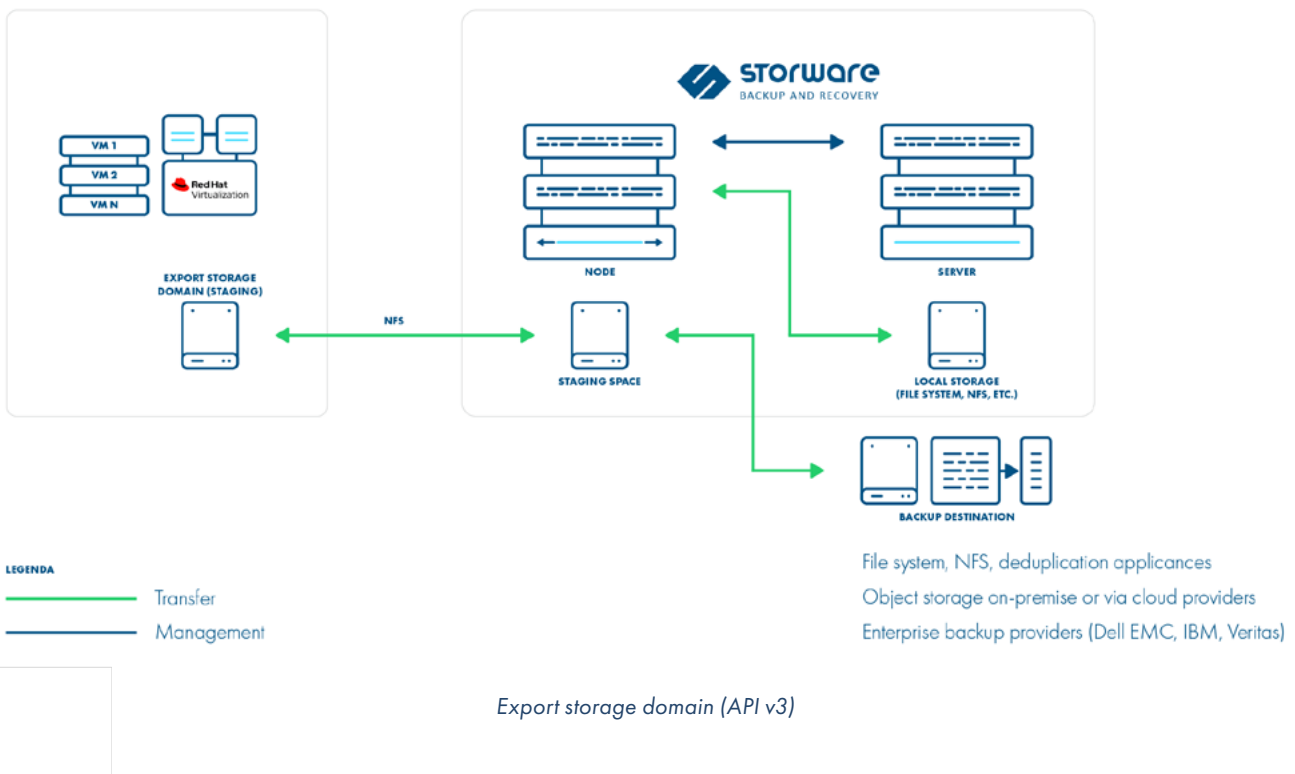 STORWARE
BACKUP AND RECOVERY
VM 1
VM 2
VM N
Red Hat
Virtualization
NODE
SERVER
EXPORT STORAGE
DOMAIN (STAGING)
NFS
STAGING SPACE
LOCAL STORAGE
(FILE SYSTEM, NFS, ETC.)
BACKUP DESTINATION
File system, NFS, deduplication applicances
Object storage on-premise or via cloud providers
Enterprise backup providers (Dell EMC, IBM, Veritas)
LEGENDA
Transfer
Management
Export storage domain (API v3)